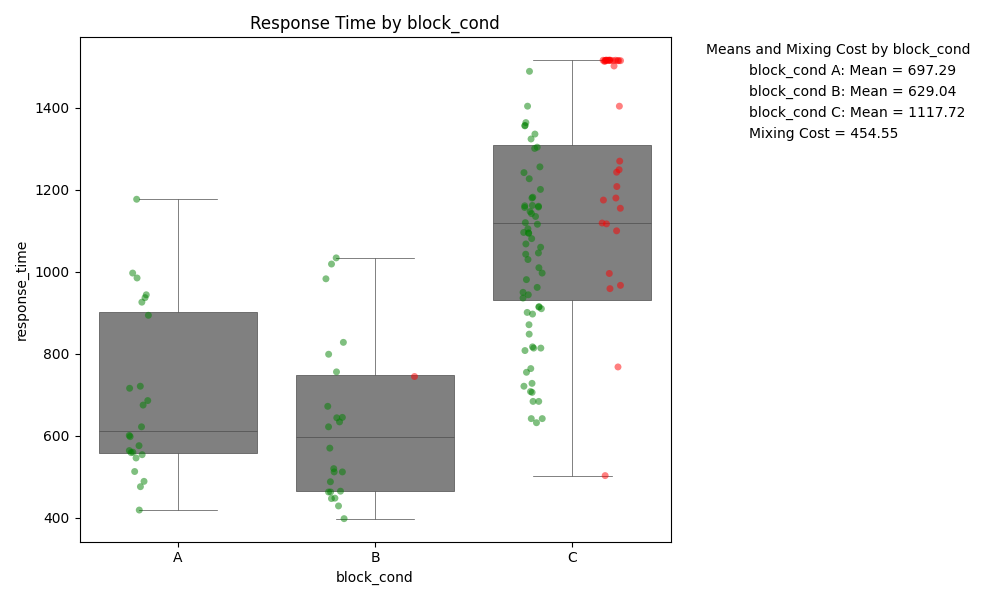 Response Time by block_cond
Means and Mixing Cost by block_cond
block_cond A: Mean = 697.29
block_cond B: Mean = 629.04
block_cond C: Mean = 1117.72
Mixing Cost = 454.55
response_time
1400
1200
1000
800
600
400
A
B
C
block_cond